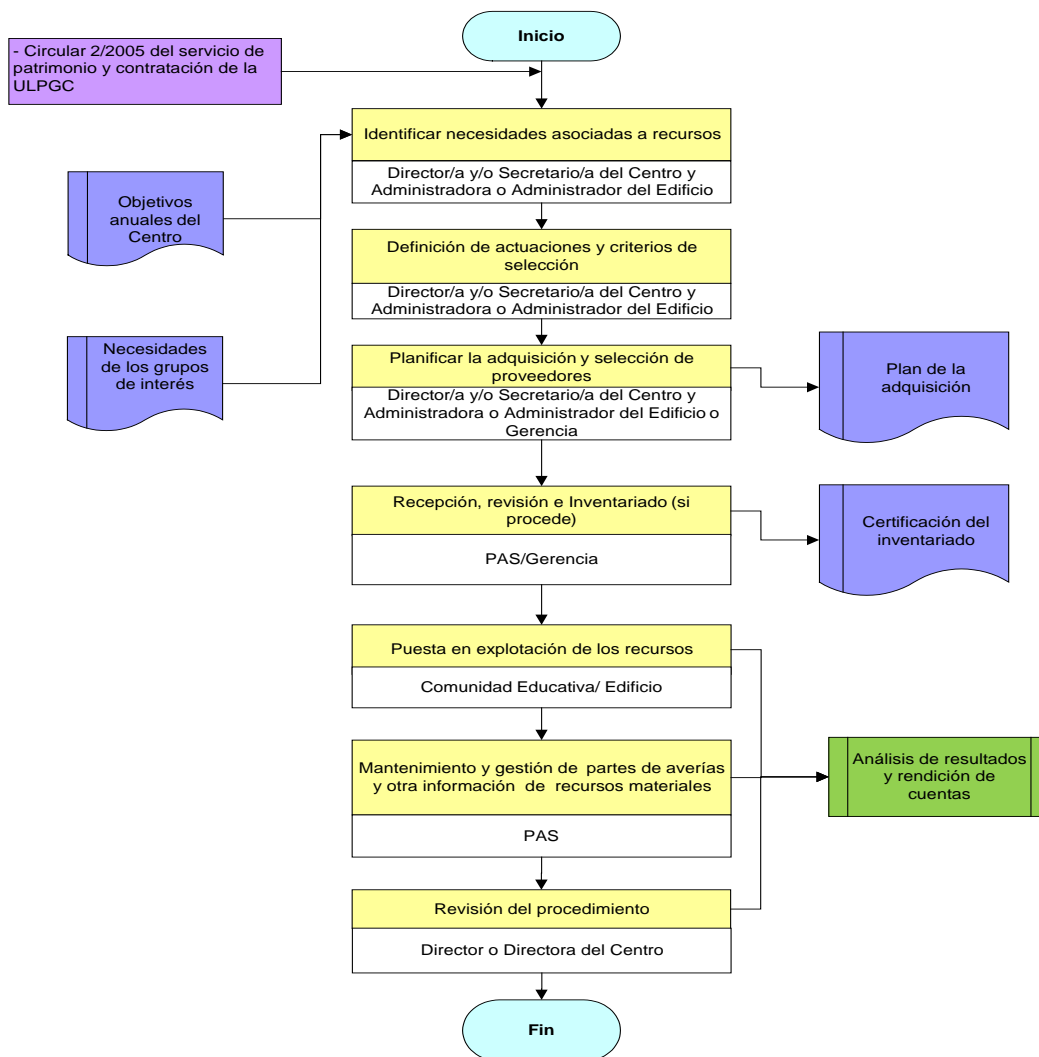 Inicio
- Circular 2/2005 del servicio de
patrimonio y contratación de la
ULPGC
Identificar necesidades asociadas a recursos
Director/a y/o Secretario/a del Centro y
Administradora o Administrador del Edificio
Objetivos
anuales del
Centro
Definición de actuaciones y criterios de
selección
Director/a y/o Secretario/a del Centro y
Administradora o Administrador del Edificio
Necesidades
de los grupos
de interés
Planificar la adquisición y selección de
proveedores
Director/a y/o Secretario/a del Centro y
Administradora o Administrador del Edificio o
Gerencia
Plan de la
adquisición
Recepción, revisión e Inventariado (si
procede)
PAS/Gerencia
Certificación del
inventariado
Puesta en explotación de los recursos
Comunidad Educativa/ Edificio
Mantenimiento y gestión de partes de averías
y otra información de recursos materiales
PAS
Análisis de resultados
y rendición de
cuentas
Revisión del procedimiento
Director o Directora del Centro
Fin